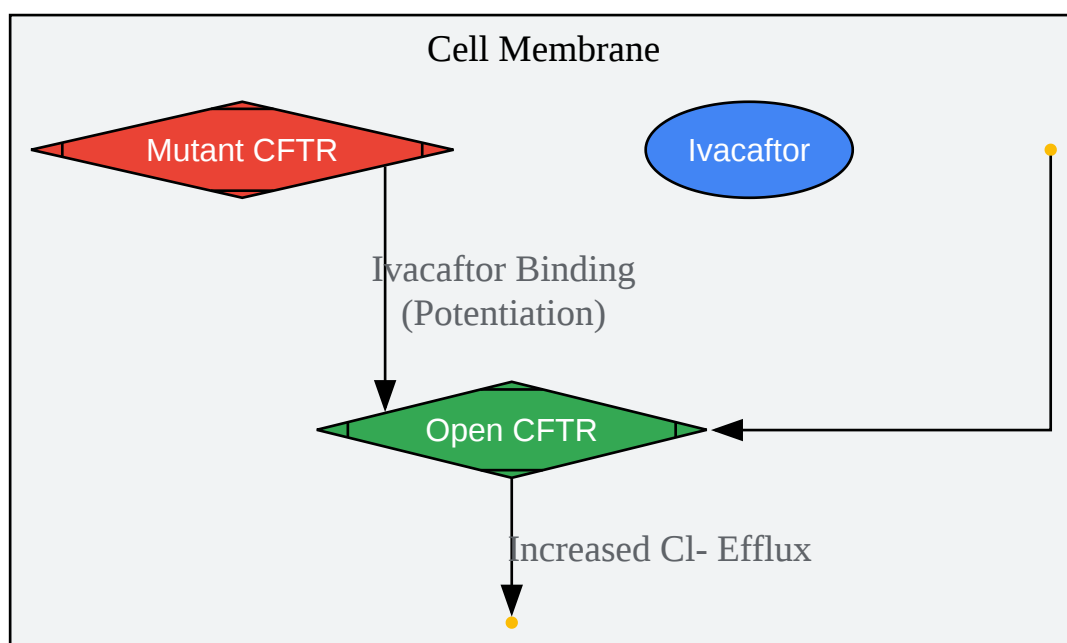 Cell Membrane
Mutant CFTR
Ivacaftor
Ivacaftor Binding
(Potentiation)
Open CFTR
Increased Cl- Efflux